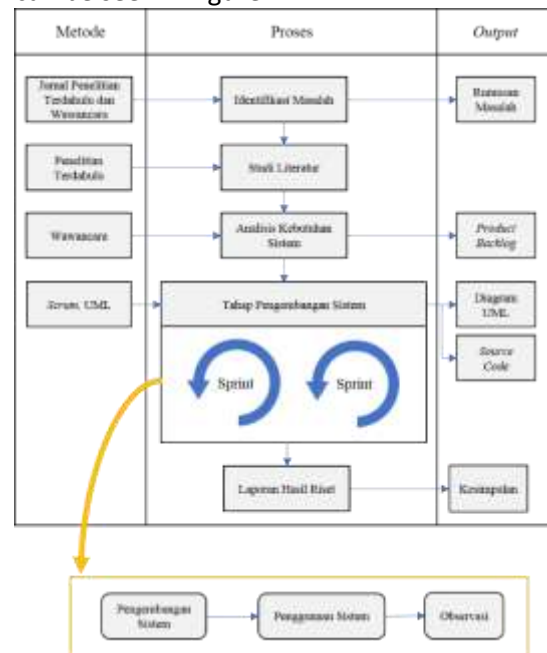 Metode
Proses
Output
Jurnal Penelitian
Terdahulu dan
Wawancara
Identifikasi Masalah
Rumusan
Masalah
Penelitian
Terdahulu
Studi Literatur
Wawancara
Analisis Kebutuhan
Sistem
Product
Backlog
Scrum, UML
Tahap Pengembangan Sistem
Diagram
UML
Source
Code
Sprint
Sprint
Laporan Hasil Riset
Kesimpulan
Pengembangan
Sistem
Penggunaan Sistem
Observasi